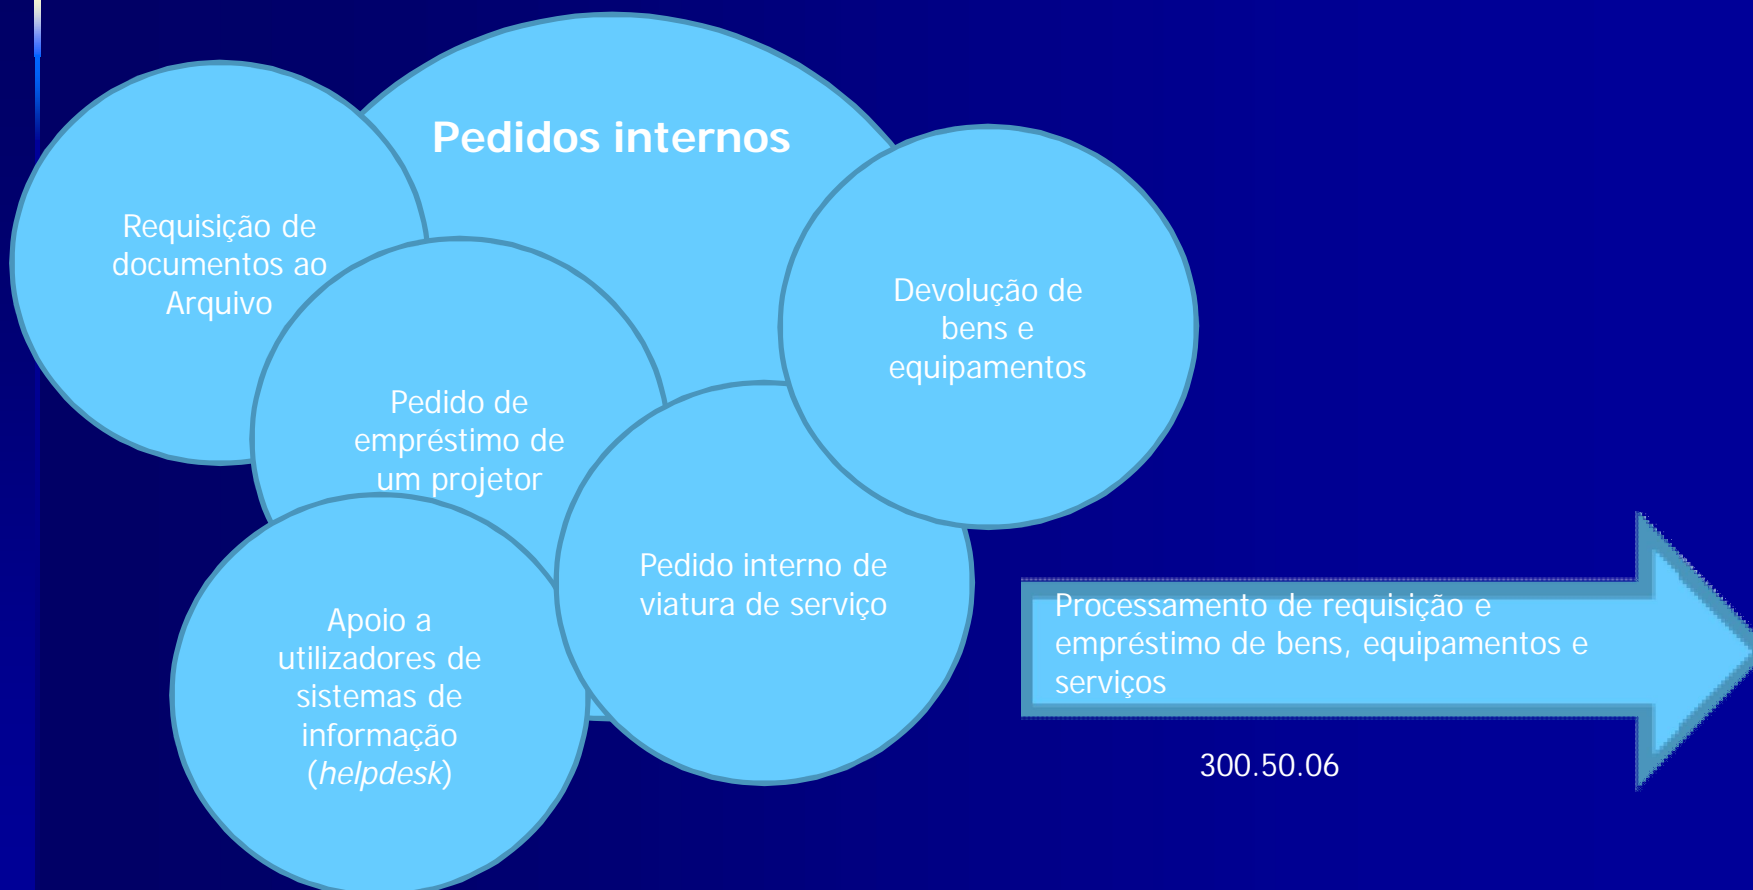 Pedidos internos
Requisição de
documentos ao
Arquivo
Pedido de
empréstimo de
um projetor
Devolução de
bens e
equipamentos
Pedido interno de
viatura de serviço
Apoio a
utilizadores de
sistemas de
informação
(helpdesk)
Processamento de requisição e
empréstimo de bens, equipamentos e
serviços
300.50.06